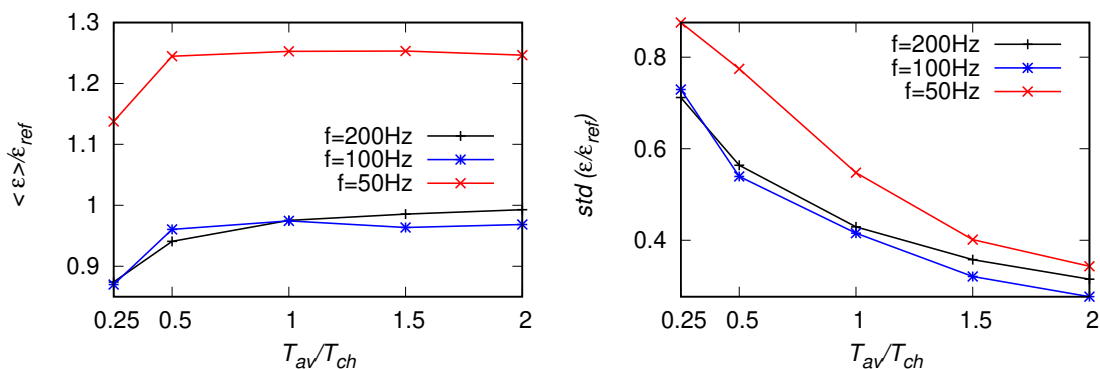 1.3
1.2
1.1
1
0.9
< ε>/ε_ref
f=200Hz
f=100Hz
f=50Hz
0.25 0.5 1 1.5 2
T_av/T_ch
0.8
0.6
0.4
std (ε/ε_ref)
f=200Hz
f=100Hz
f=50Hz
0.25 0.5 1 1.5 2
T_av/T_ch